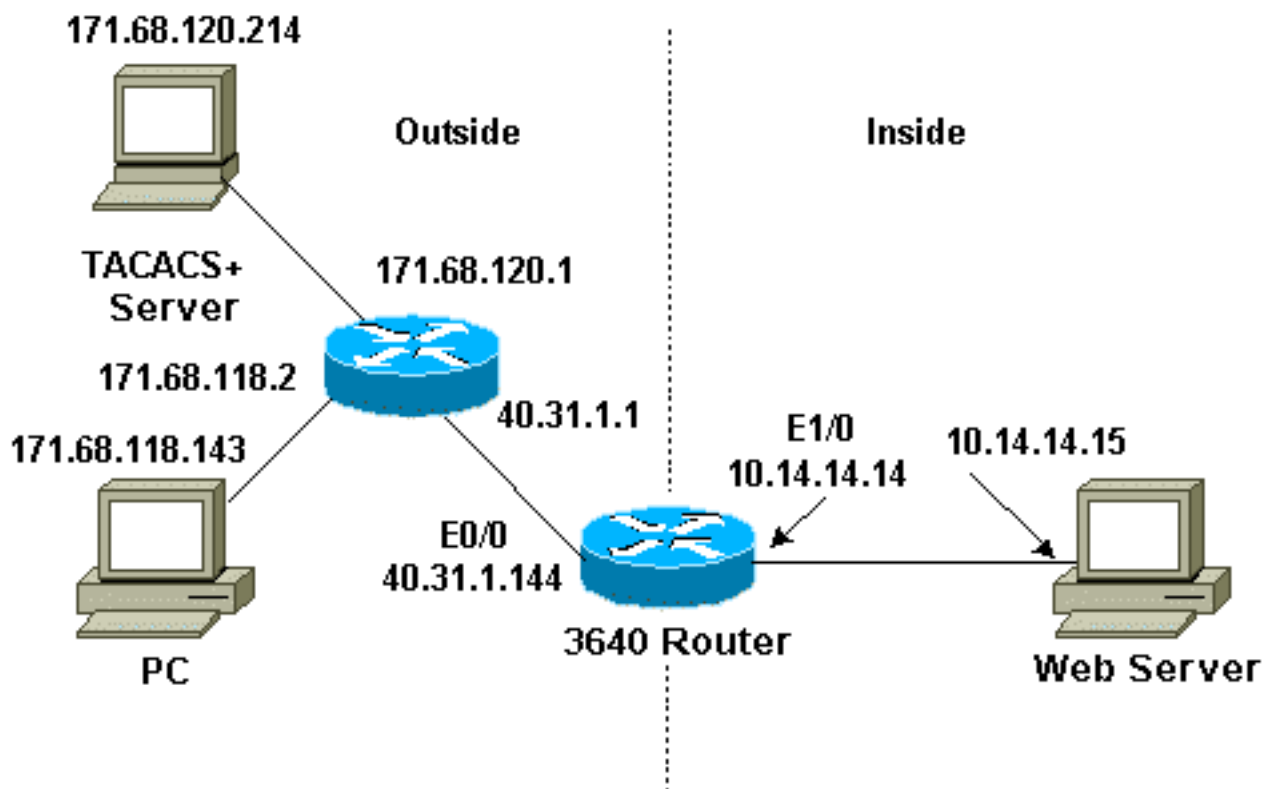 171.68.120.214
Outside
Inside
TACACS+
Server
171.68.120.1
171.68.118.2
40.31.1.1
171.68.118.143
E1/0
10.14.14.14
10.14.14.15
E0/0
40.31.1.144
3640 Router
PC
Web Server